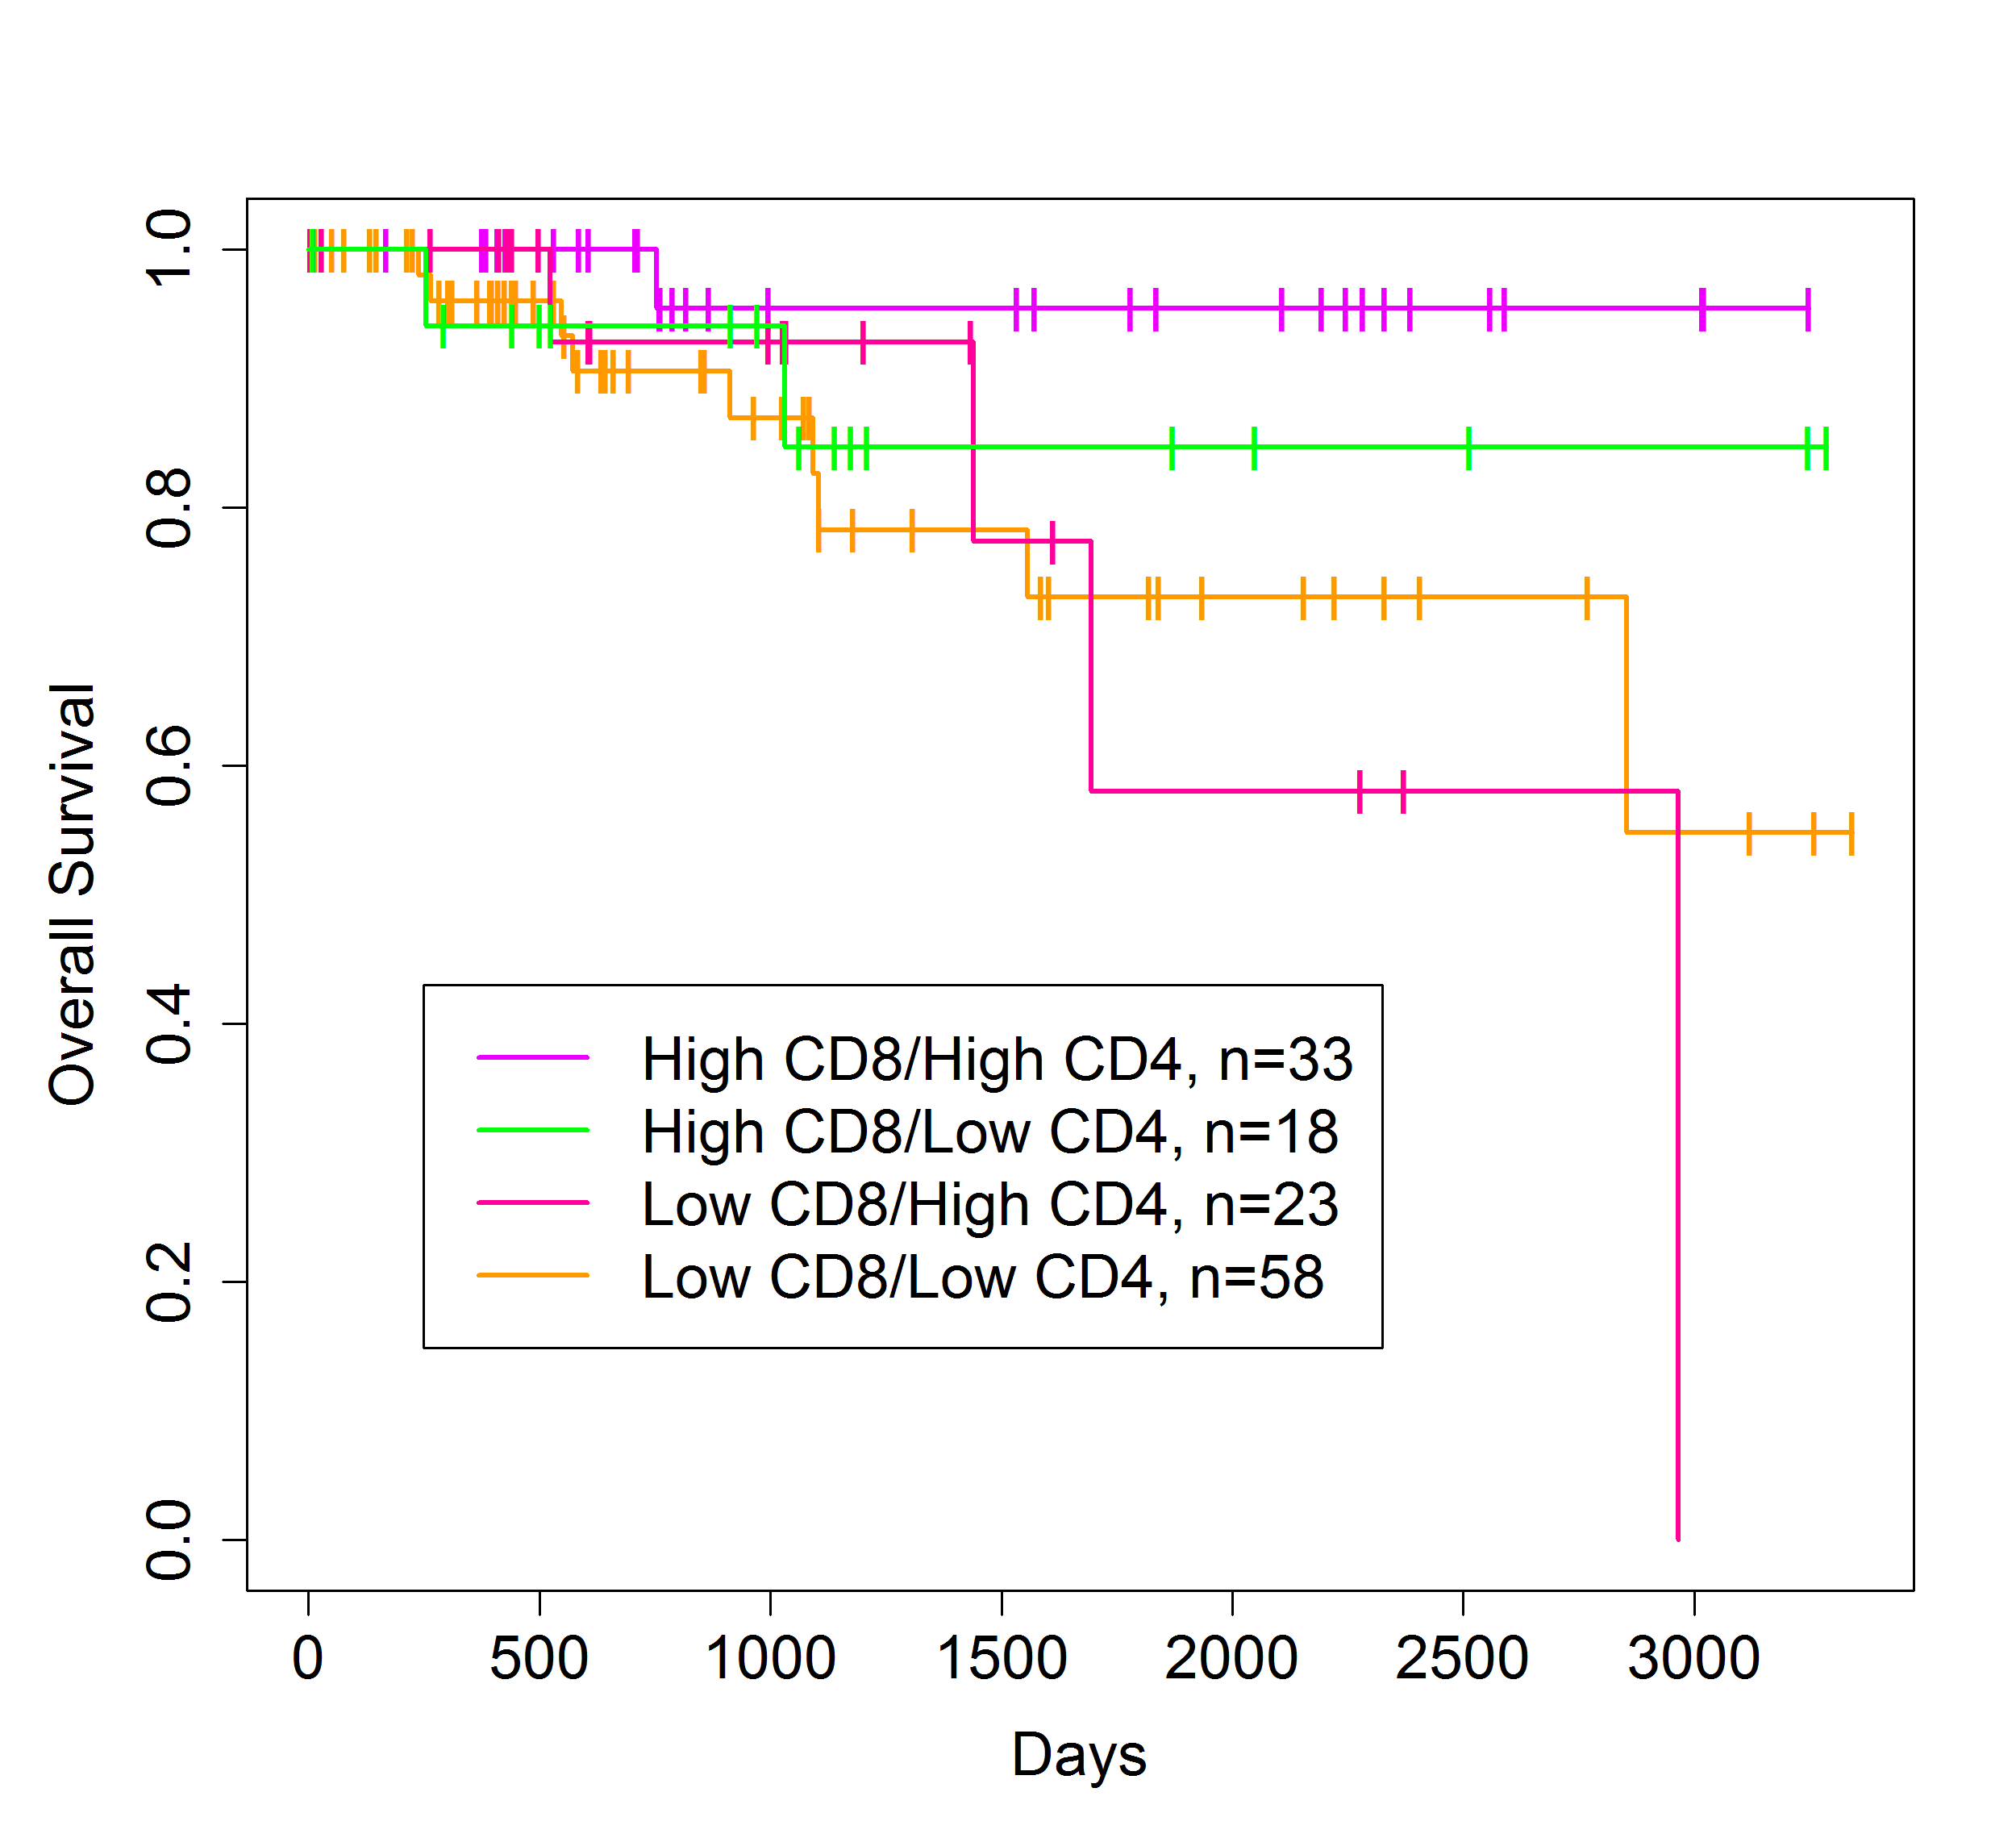 Overall Survival
1.0
0.8
0.6
0.4
0.2
0.0
High CD8/High CD4, n=33
High CD8/Low CD4, n=18
Low CD8/High CD4, n=23
Low CD8/Low CD4, n=58
0 500 1000 1500 2000 2500 3000
Days